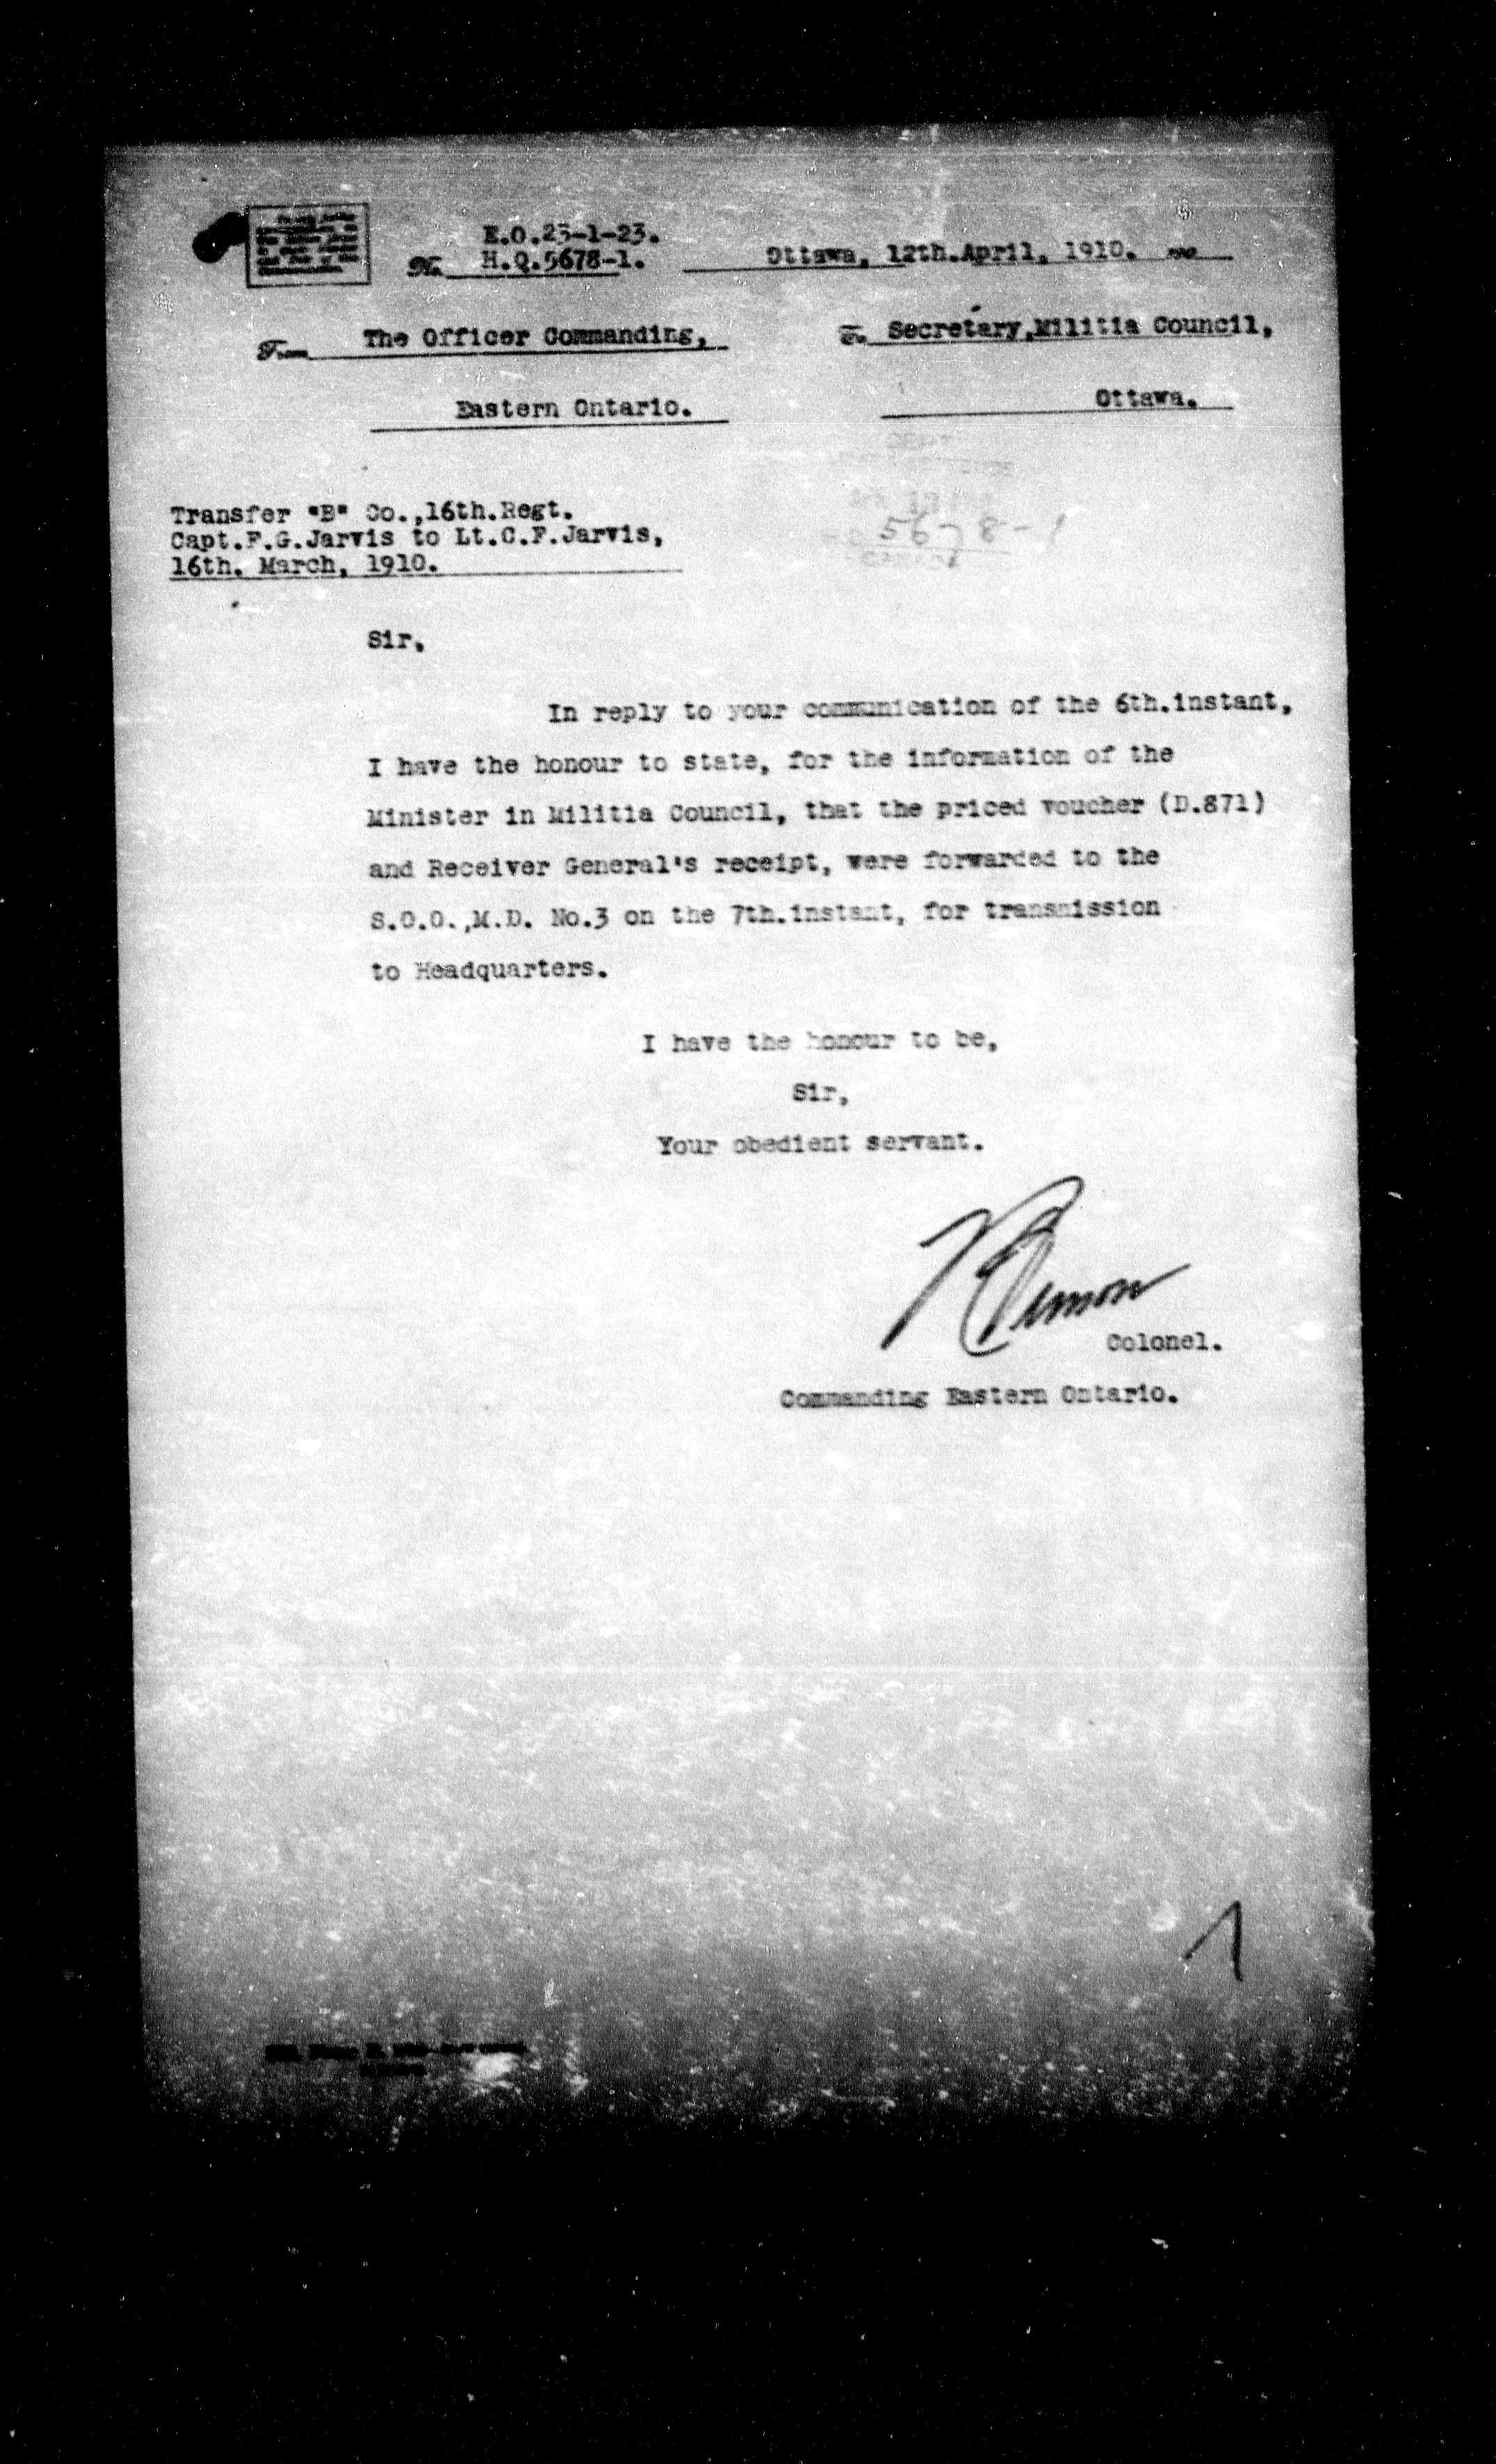 E.O.23-1-23.
No. H.Q.5678-1. Ottawa, 12th.April, 1910. 190
From The Officer Commanding, To Secretary,Militia Council,
Eastern Ontario. Ottawa.
5678-1
Transfer "B" Co.,16th.Regt.
Capt.F.G.Jarvis to Lt.C.F.Jarvis,
16th. March, 1910.
Sir,
In reply to your communication of the 6th.instant,
I have the honour to state, for the information of the
Minister in Militia Council, that the priced voucher (D.871)
and Receiver General's receipt, were forwarded to the
S.O.O.,M.D. No.3 on the 7th.instant, for transmission
to Headquarters.
I have the honour to be,
Sir,
Your obedient servant.
Colonel.
Commanding Eastern Ontario.
1